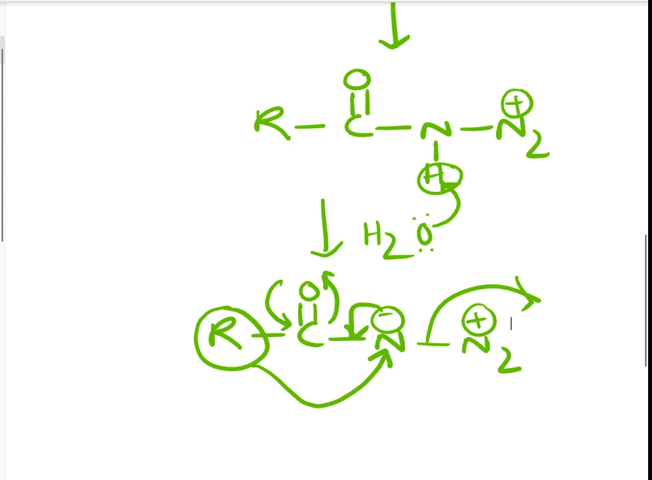 O
R-C-N-N2 +
H
H2O
O
R-C-N-N2 - +